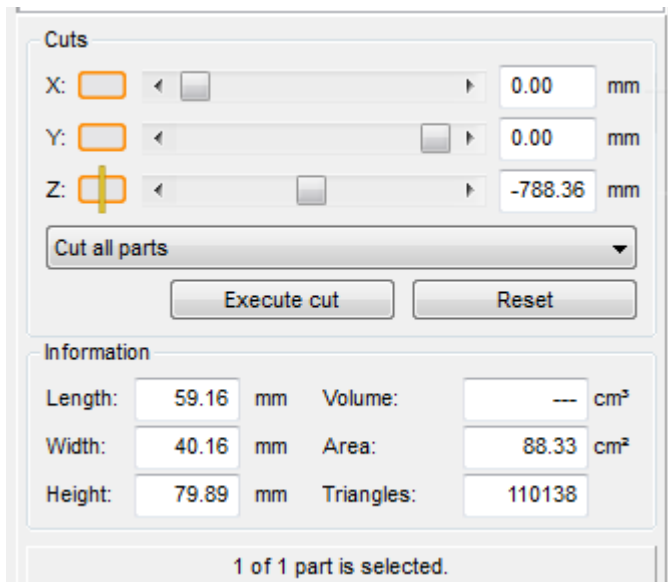 Cuts
X: 0.00 mm
Y: 0.00 mm
Z: -788.36 mm
Cut all parts
Execute cut Reset
Information
Length: 59.16 mm Volume: --- cm³
Width: 40.16 mm Area: 88.33 cm²
Height: 79.89 mm Triangles: 110138
1 of 1 part is selected.